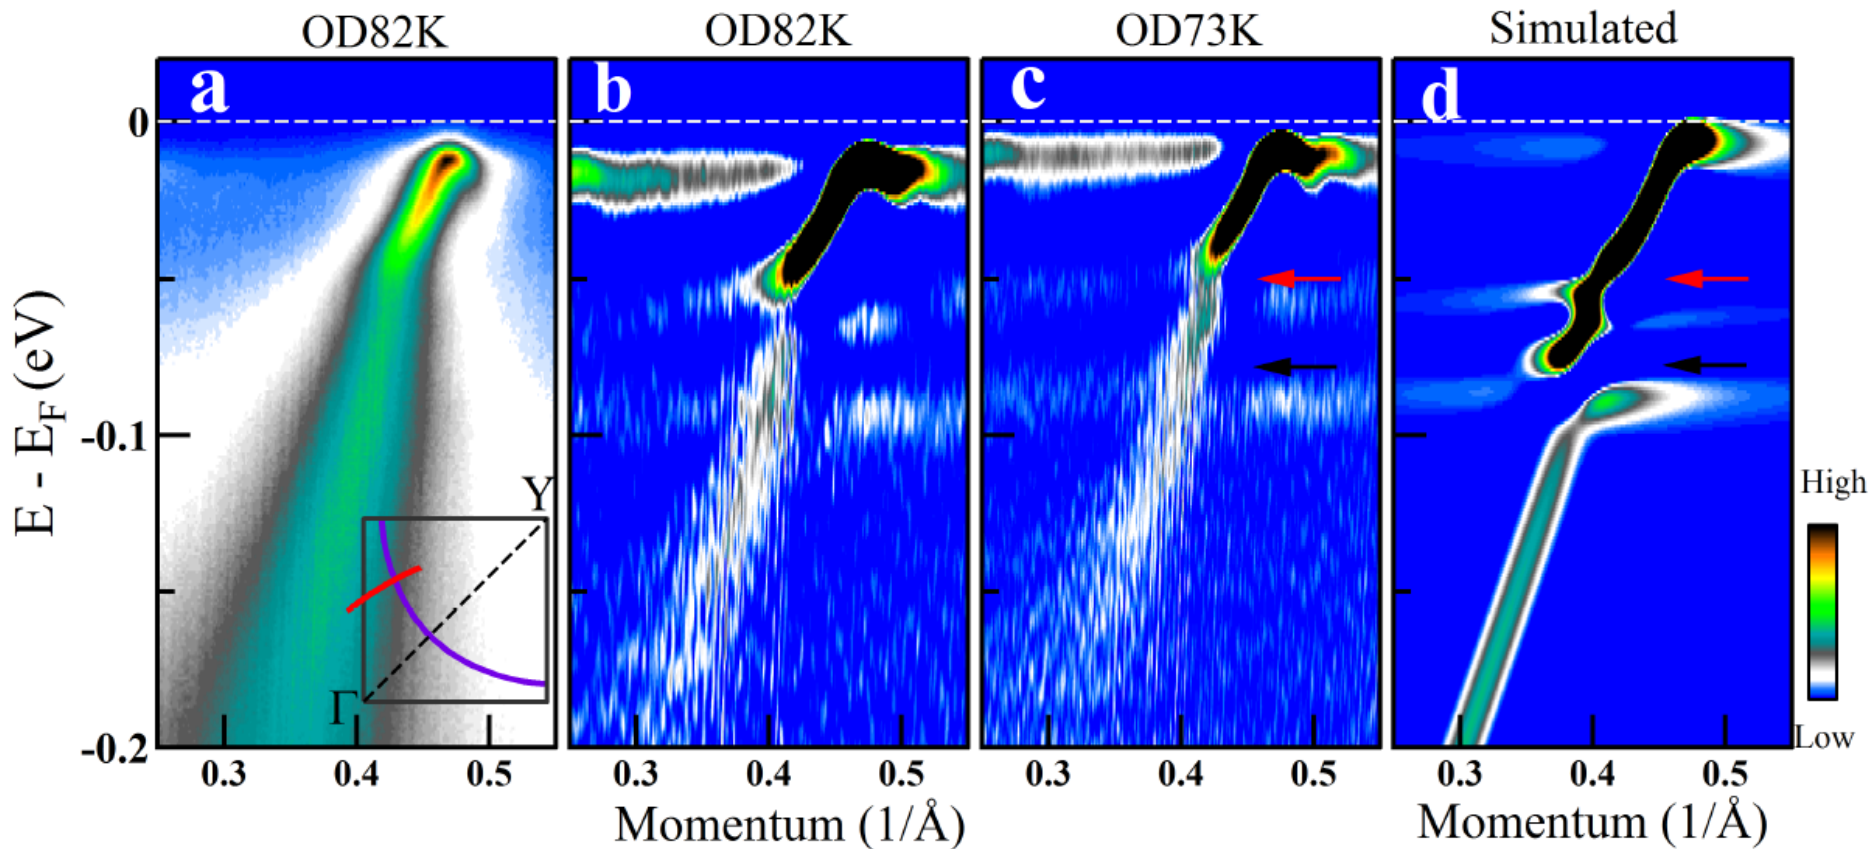 OD82K OD82K OD73K Simulated
a b c d
0
E - E_F (eV)
-0.1
Y
Γ
High
-0.2
Low
0.3 0.4 0.5 0.3 0.4 0.5 0.3 0.4 0.5 0.3 0.4 0.5
Momentum (1/Å) Momentum (1/Å)